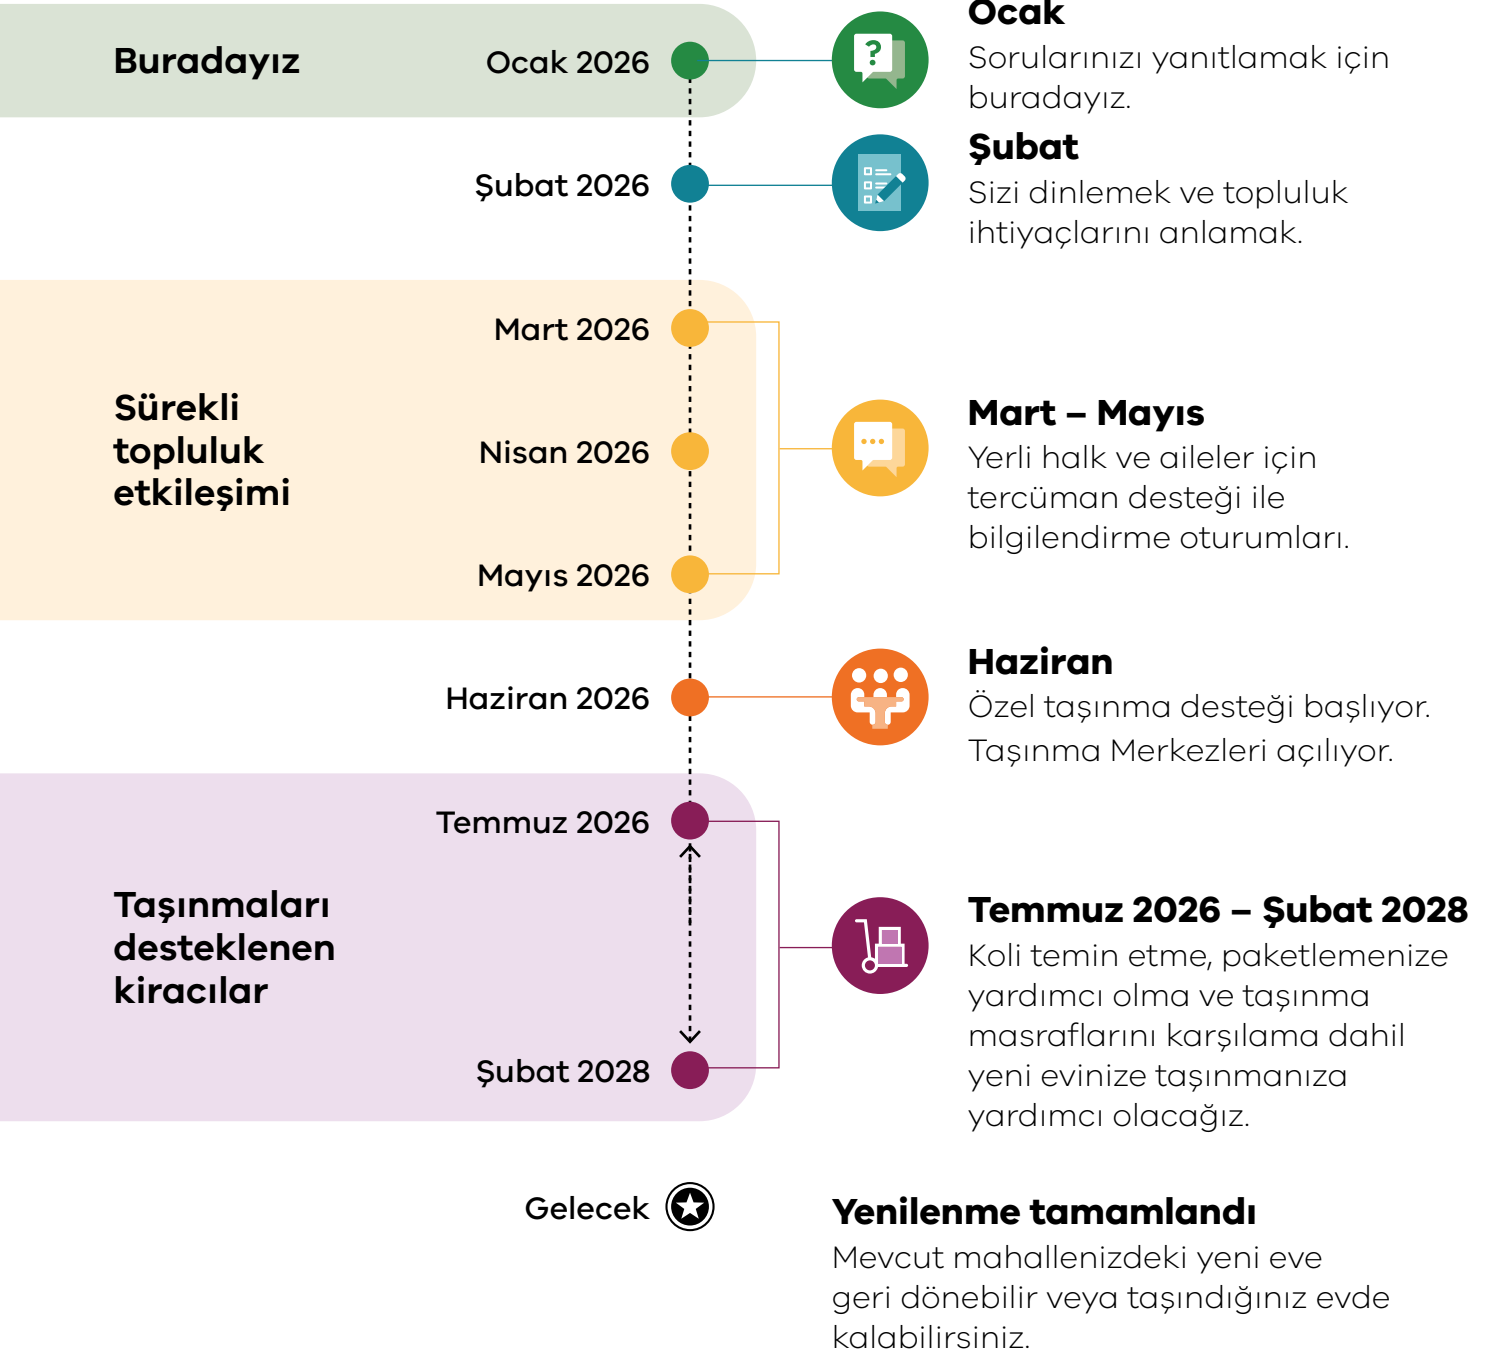 Buradayız
Ocak 2026
Ocak
Sorularınızı yanıtlamak için
buradayız.
Şubat 2026
Şubat
Sizi dinlemek ve topluluk
ihtiyaçlarını anlamak.
Sürekli
topluluk
etkileşimi
Mart 2026
Nisan 2026
Mayıs 2026
Mart – Mayıs
Yerli halk ve aileler için
tercüman desteği ile
bilgilendirme oturumları.
Haziran 2026
Haziran
Özel taşınma desteği başlıyor.
Taşınma Merkezleri açılıyor.
Taşınmaları
desteklenen
kiracılar
Temmuz 2026
Şubat 2028
Temmuz 2026 – Şubat 2028
Koli temin etme, paketlemenize
yardımcı olma ve taşınma
masraflarını karşılama dahil
yeni evinize taşınmanıza
yardımcı olacağız.
Gelecek
Yenilenme tamamlandı
Mevcut mahallenizdeki yeni eve
geri dönebilir veya taşındığınız evde
kalabilirsiniz.